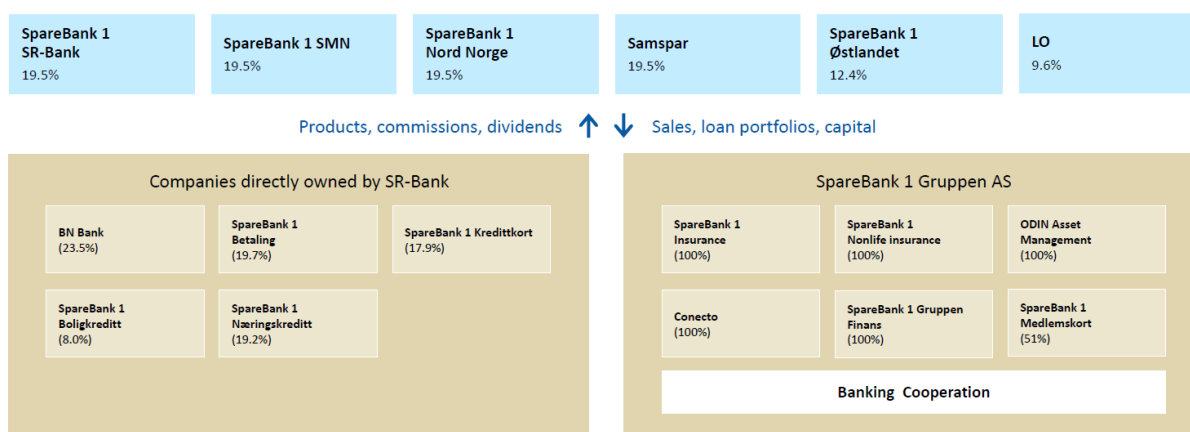 SpareBank 1
SR-Bank
19.5%
SpareBank 1 SMN
19.5%
SpareBank 1
Nord Norge
19.5%
Samspar
19.5%
SpareBank 1
Østlandet
12.4%
LO
9.6%
Products, commissions, dividends
Sales, loan portfolios, capital
Companies directly owned by SR-Bank
BN Bank
(23.5%)
SpareBank 1
Betaling
(19.7%)
SpareBank 1 Kredittkort
(17.9%)
SpareBank 1
Boligkreditt
(8.0%)
SpareBank 1
Næringskreditt
(19.2%)
SpareBank 1 Gruppen AS
SpareBank 1
Insurance
(100%)
SpareBank 1
Nonlife insurance
(100%)
ODIN Asset
Management
(100%)
Conecto
(100%)
SpareBank 1 Gruppen
Finans
(100%)
SpareBank 1
Medlemskort
(51%)
Banking Cooperation